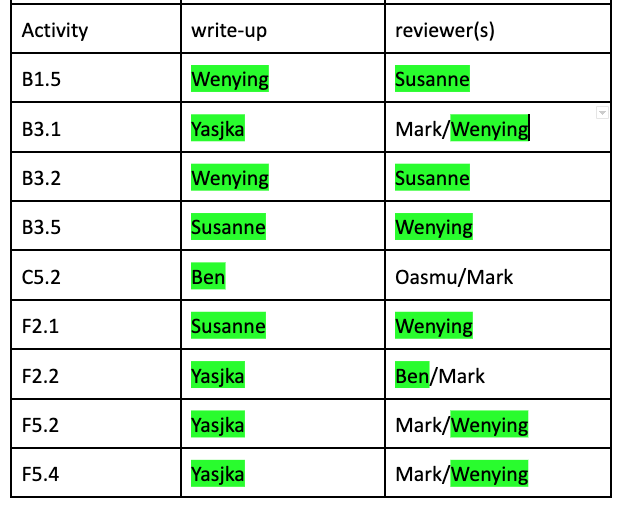 Activity write-up reviewer(s)
B1.5 Wenying Susanne
B3.1 Yasjka Mark/Wenying
B3.2 Wenying Susanne
B3.5 Susanne Wenying
C5.2 Ben Oasmu/Mark
F2.1 Susanne Wenying
F2.2 Yasjka Ben/Mark
F5.2 Yasjka Mark/Wenying
F5.4 Yasjka Mark/Wenying